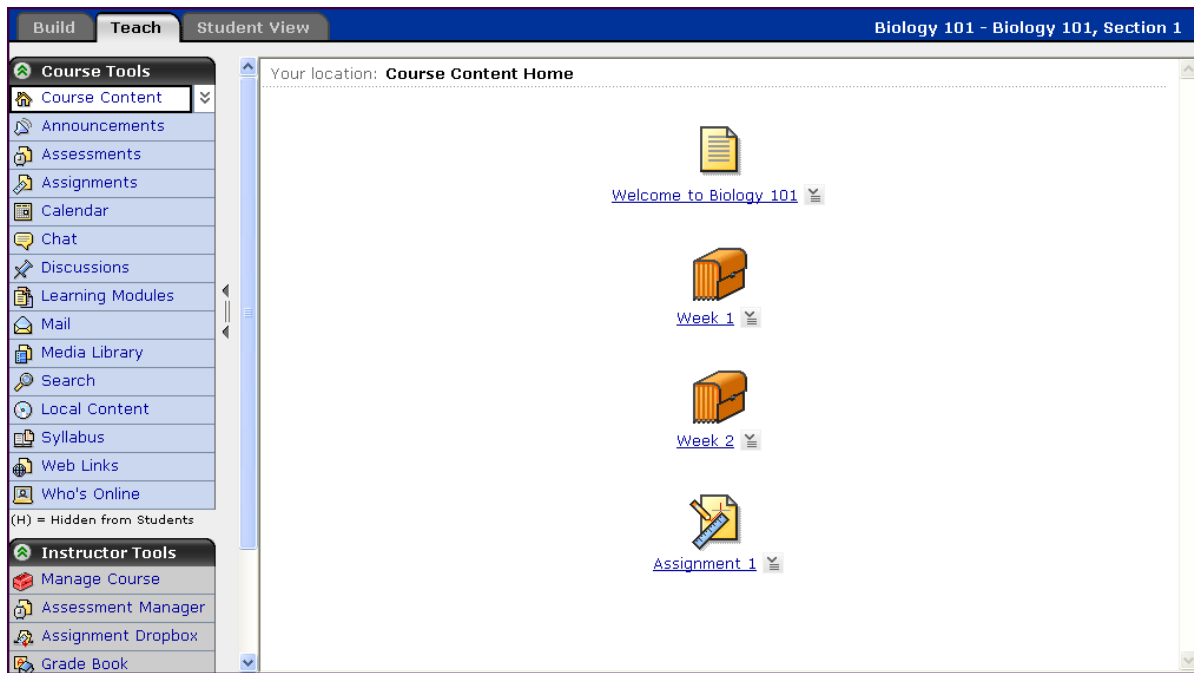 Build Teach Student View Biology 101 - Biology 101, Section 1
Course Tools
Course Content
Announcements
Assessments
Assignments
Calendar
Chat
Discussions
Learning Modules
Mail
Media Library
Search
Local Content
Syllabus
Web Links
Who's Online
(H) = Hidden from Students
Instructor Tools
Manage Course
Assessment Manager
Assignment Dropbox
Grade Book
Your location: Course Content Home
Welcome to Biology 101
Week 1
Week 2
Assignment 1